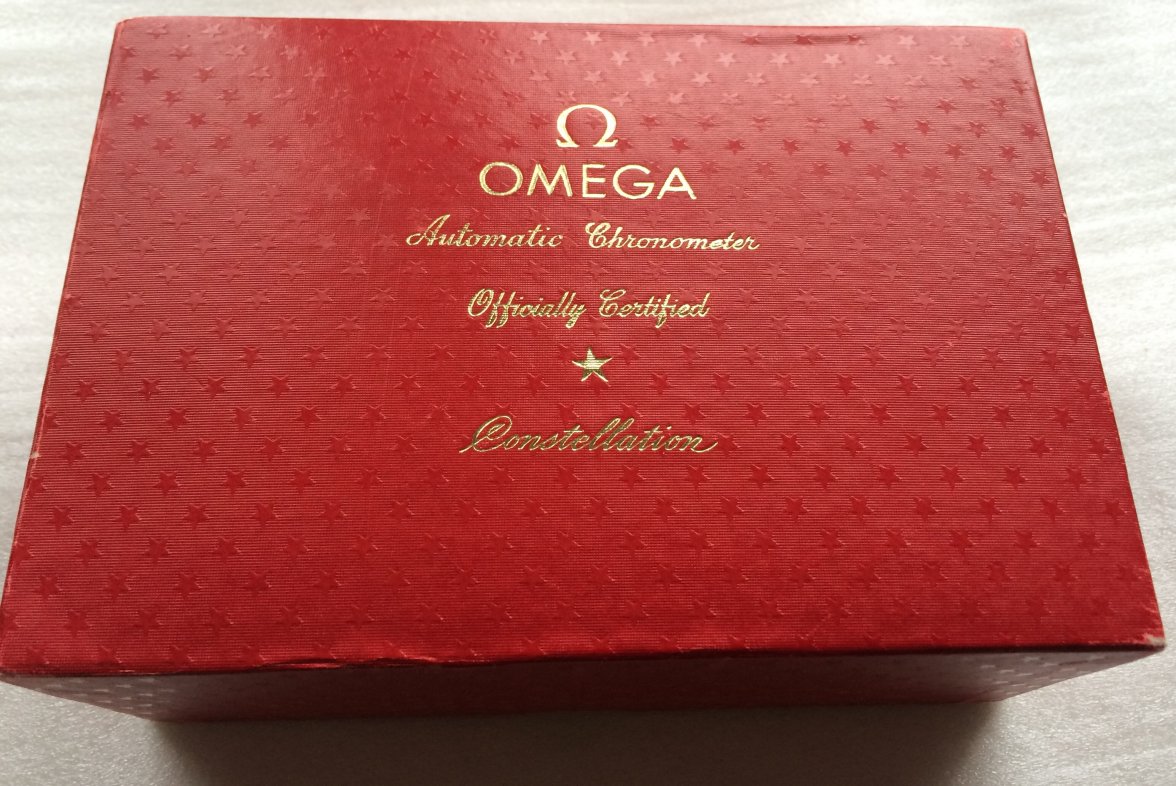 Ω
OMEGA
Automatic Chronometer
Officially Certified
Constellation